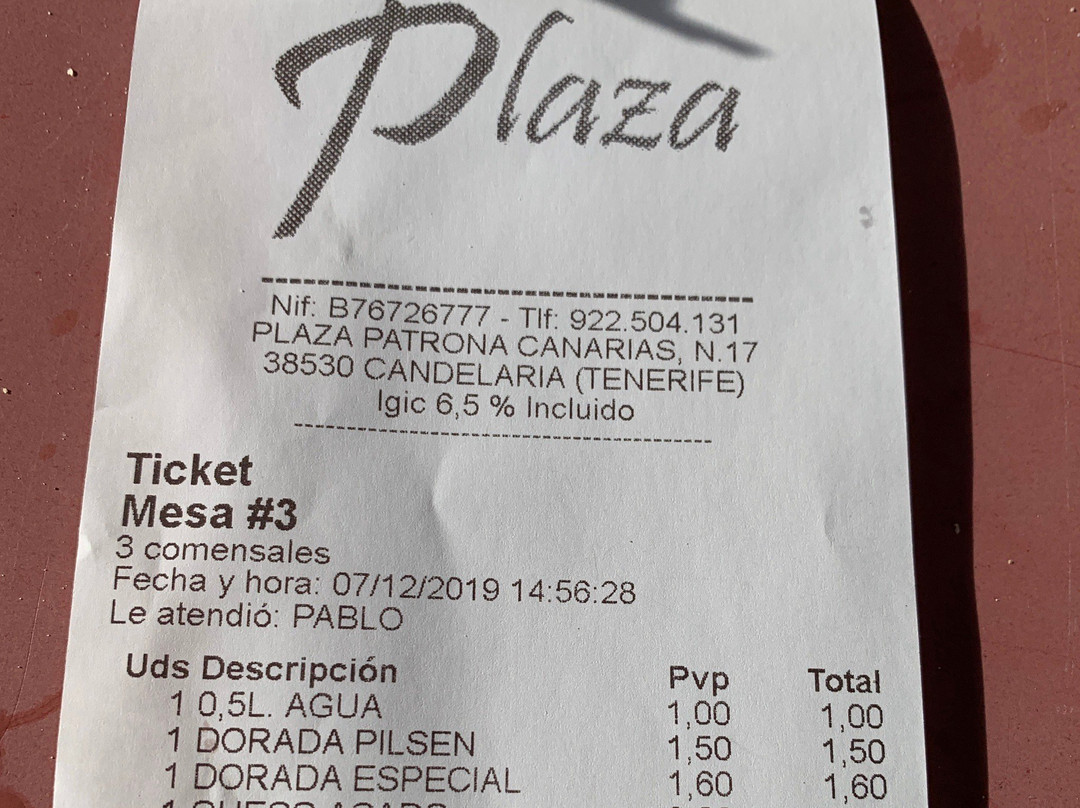 Plaza
Nif: B76726777 - Tlf: 922.504.131
PLAZA PATRONA CANARIAS, N.17
38530 CANDELARIA (TENERIFE)
Igic 6,5 % Incluido
Ticket
Mesa #3
3 comensales
Fecha y hora: 07/12/2019 14:56:28
Le atendió: PABLO
Uds Descripción Pvp Total
1 0,5L. AGUA 1,00 1,00
1 DORADA PILSEN 1,50 1,50
1 DORADA ESPECIAL 1,60 1,60